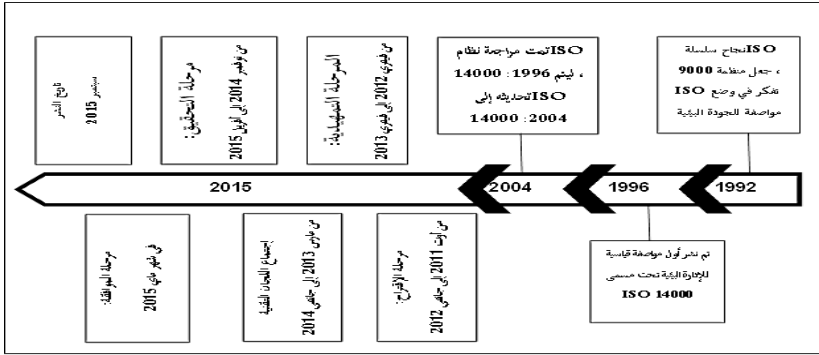 ISOنجاح سلسلة
، جعل منظمة 9000
تفكر في وضع ISO
مواصفة للجودة البيئية
ISOتمت مراجعة نظام
، ليتم 1996: 14000
ISOتحديثه إلى
14000 :2004
المرحلة التمهيدية:
من فيفري 2012 إلى فيفري 2013
مرحلة التحقيق:
من نوفمبر 2014 إلى أفريل 2015
تاريخ النشر
سبتمبر 2015
1992
1996
2004
2015
تم نشر أول مواصفة قياسية
للإدارة البيئية تحت مسمى
ISO 14000
مرحلة الإقتراح:
من أوت 2011 إلى جانفي 2012
إجتماع اللجان التقنية
من مارس 2013 إلى جانفي 2014
مرحلة الموافقة:
في شهر ماي 2015